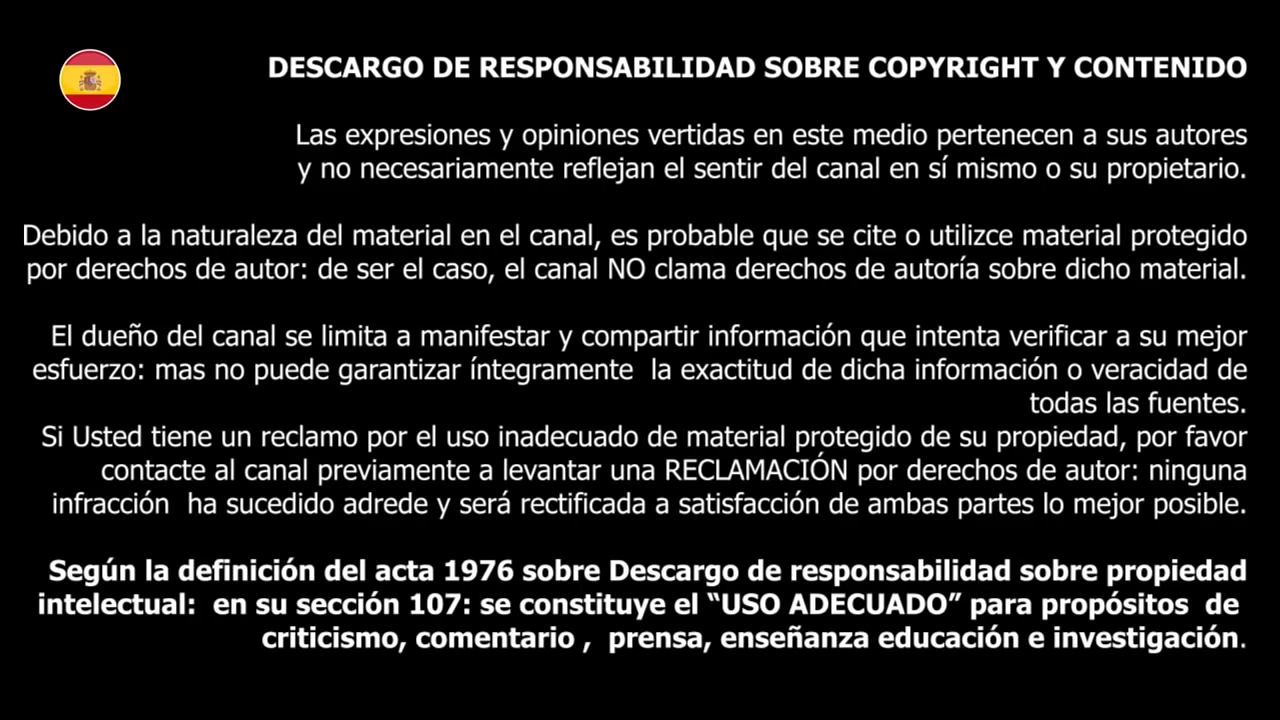 DESCARGO DE RESPONSABILIDAD SOBRE COPYRIGHT Y CONTENIDO
Las expresiones y opiniones vertidas en este medio pertenecen a sus autores
y no necesariamente reflejan el sentir del canal en sí mismo o su propietario.
Debido a la naturaleza del material en el canal, es probable que se cite o utilizce material protegido
por derechos de autor: de ser el caso, el canal NO clama derechos de autoría sobre dicho material.
El dueño del canal se limita a manifestar y compartir información que intenta verificar a su mejor
esfuerzo: mas no puede garantizar íntegramente  la exactitud de dicha información o veracidad de
todas las fuentes.
Si Usted tiene un reclamo por el uso inadecuado de material protegido de su propiedad, por favor
contacte al canal previamente a levantar una RECLAMACIÓN por derechos de autor: ninguna
infracción  ha sucedido adrede y será rectificada a satisfacción de ambas partes lo mejor posible.
Según la definición del acta 1976 sobre Descargo de responsabilidad sobre propiedad
intelectual:  en su sección 107: se constituye el “USO ADECUADO” para propósitos  de
criticismo, comentario ,  prensa, enseñanza educación e investigación.